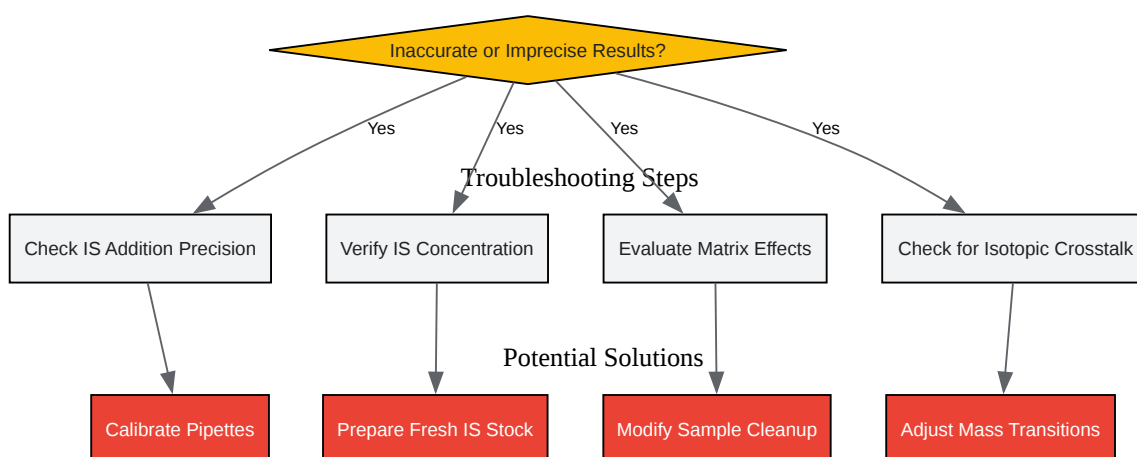 Inaccurate or Imprecise Results?
Yes
Yes
Yes
Yes
Troubleshooting Steps
Check IS Addition Precision
Verify IS Concentration
Evaluate Matrix Effects
Check for Isotopic Crosstalk
Potential Solutions
Calibrate Pipettes
Prepare Fresh IS Stock
Modify Sample Cleanup
Adjust Mass Transitions